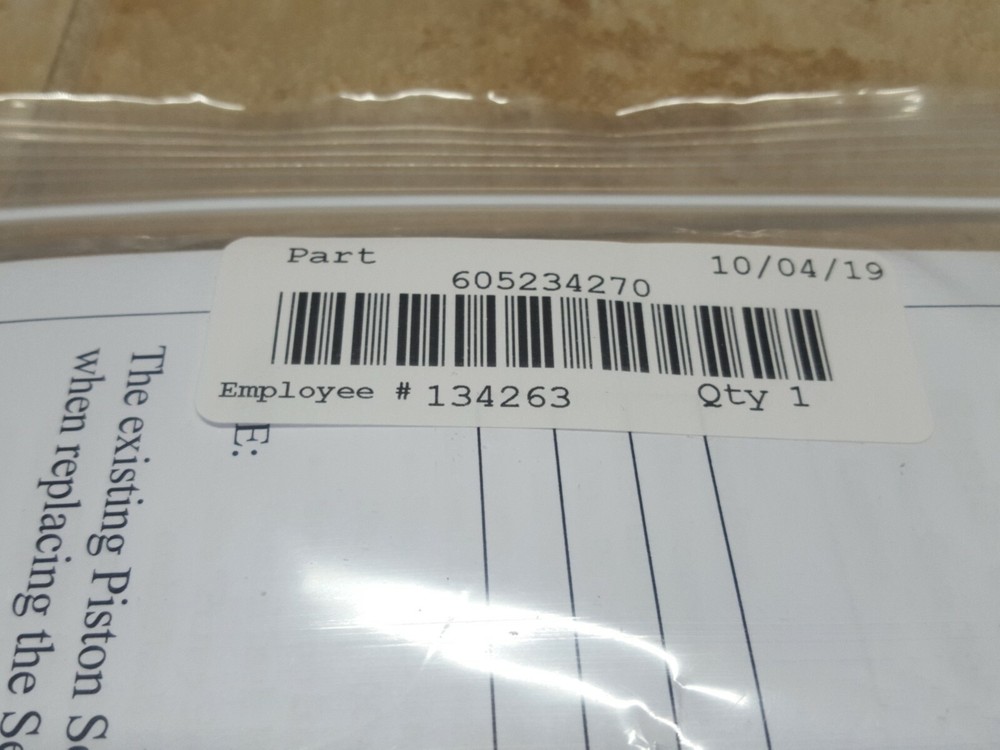 Part
10/04/19
605234270
Employee # 134263
Qty 1
E:
The existing Piston
when replacing the